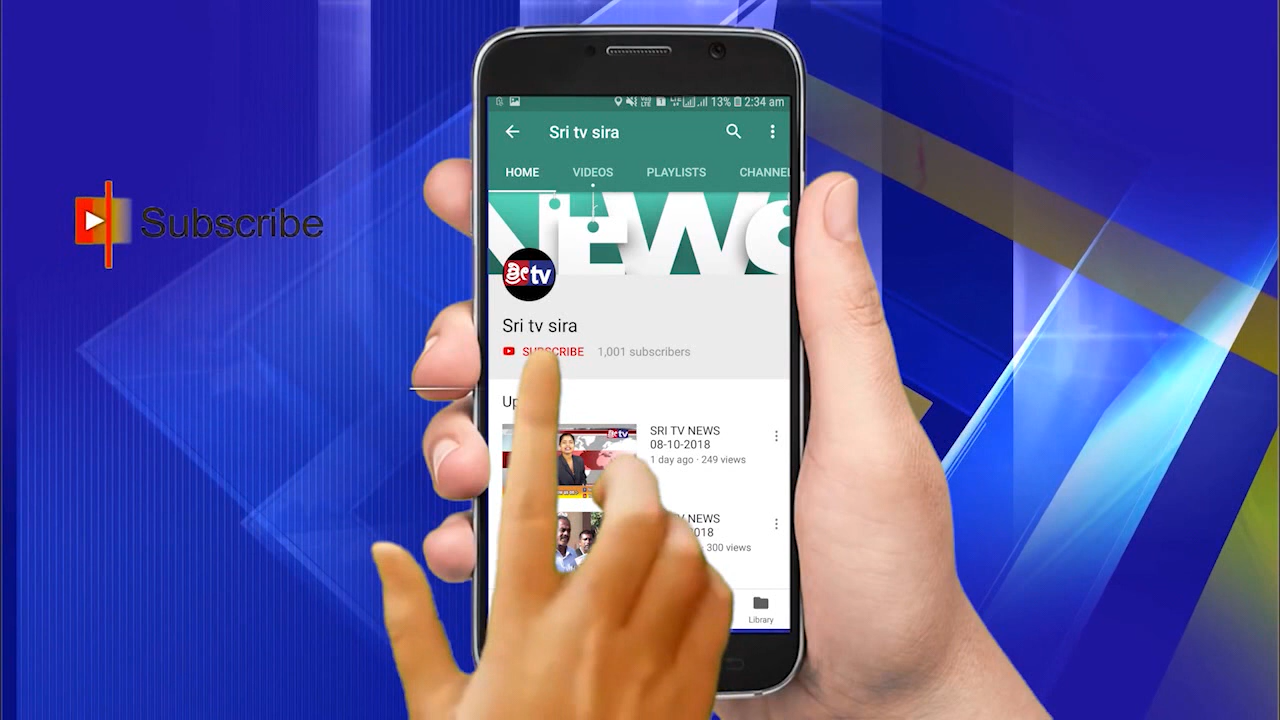 Subscribe
13% 2:34 am
Sri tv sira
HOME VIDEOS PLAYLISTS CHANNEL
NEWS
ಶ್ರೀ tv
Sri tv sira
SUBSCRIBE 1,001 subscribers
Up
ಶ್ರೀ tv
SRI TV NEWS
08-10-2018
1 day ago · 249 views
V NEWS
018
300 views
Library